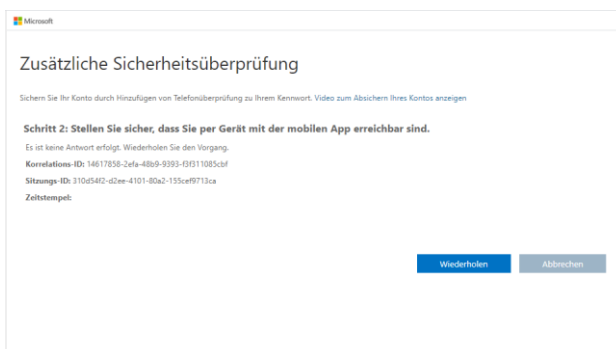 Microsoft
Zusätzliche Sicherheitsüberprüfung
Sichern Sie Ihr Konto durch Hinzufügen von Telefonüberprüfung zu Ihrem Kennwort. Video zum Absichern Ihres Kontos anzeigen
Schritt 2: Stellen Sie sicher, dass Sie per Gerät mit der mobilen App erreichbar sind.
Es ist keine Antwort erfolgt. Wiederholen Sie den Vorgang.
Korrelations-ID: 14617858-2efa-48b9-9393-f3f311085cbf
Sitzungs-ID: 310d54f2-d2ee-4101-80a2-155cef9713ca
Zeitstempel:
Wiederholen Abbrechen